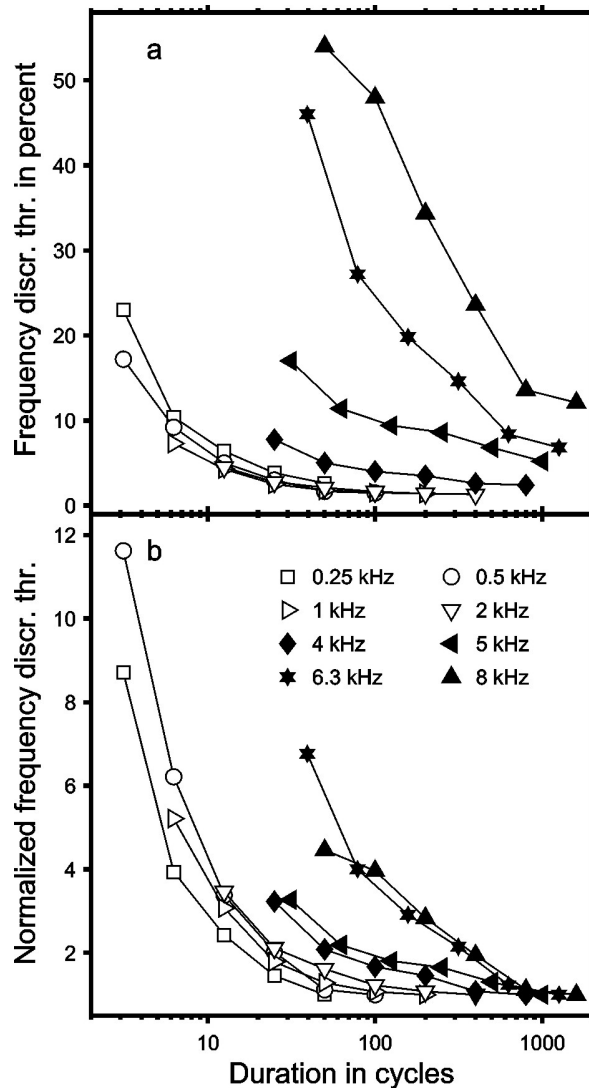 a
Frequency discr. thr. in percent
50
40
30
20
10
0
b
Normalized frequency discr. thr.
12
10
8
6
4
2
0.25 kHz
0.5 kHz
1 kHz
2 kHz
4 kHz
5 kHz
6.3 kHz
8 kHz
10
100
1000
Duration in cycles